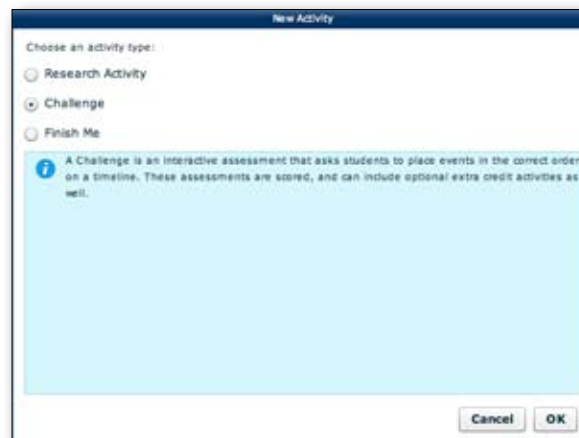 New Activity
Choose an activity type:
Research Activity
Challenge
Finish Me
A Challenge is an interactive assessment that asks students to place events in the correct order
on a timeline. These assessments are scored, and can include optional extra credit activities as
well.
Cancel OK